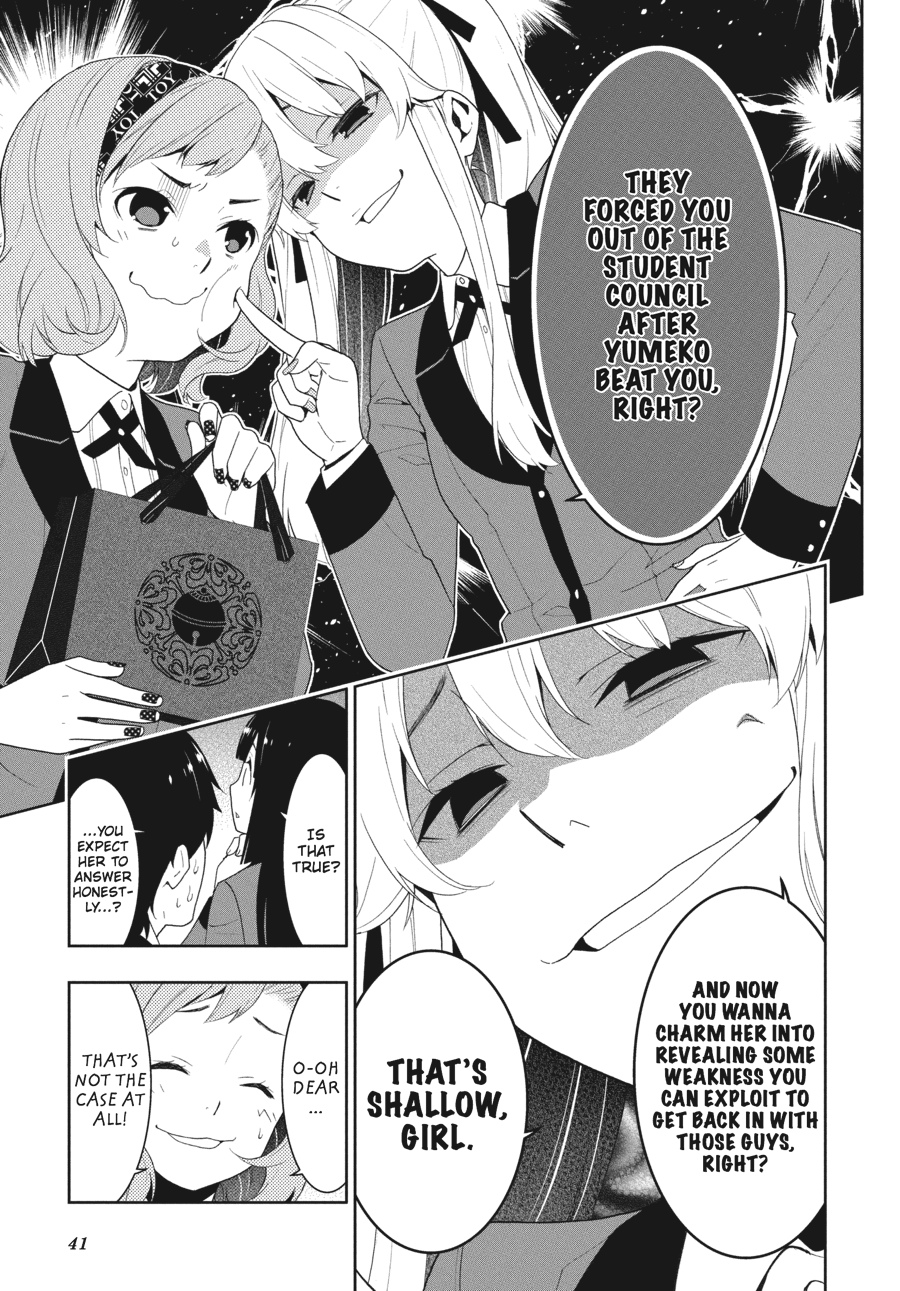 THEY
FORCED YOU
OUT OF THE
STUDENT
COUNCIL
AFTER
YUMEKO
BEAT YOU,
RIGHT?
TOY
TOY
AND NOW
YOU WANNA
CHARM HER INTO
REVEALING SOME
WEAKNESS YOU
CAN EXPLOIT TO
GET BACK IN WITH
THOSE GUYS,
RIGHT?
THAT'S
SHALLOW,
GIRL.
IS
THAT
TRUE?
...YOU
EXPECT
HER TO
ANSWER
HONEST-
LY...?
O-OH
DEAR
...
THAT'S
NOT THE
CASE AT
ALL!
41